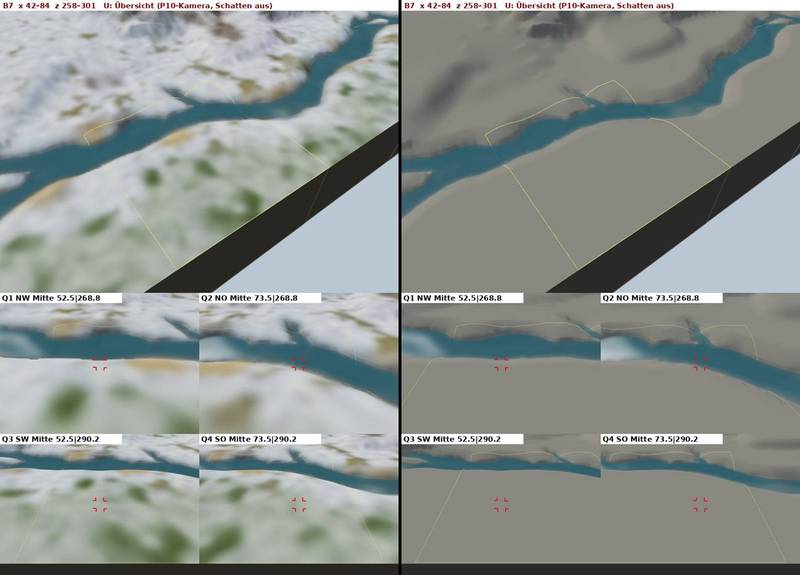 B7 x 42-84 z 258-301 U: Übersicht (P10-Kamera, Schatten aus)
B7 x 42-84 z 258-301 U: Übersicht (P10-Kamera, Schatten aus)
Q1 NW Mitte 52.5|268.8
Q2 NO Mitte 73.5|268.8
Q1 NW Mitte 52.5|268.8
Q2 NO Mitte 73.5|268.8
Q3 SW Mitte 52.5|290.2
Q4 SO Mitte 73.5|290.2
Q3 SW Mitte 52.5|290.2
Q4 SO Mitte 73.5|290.2